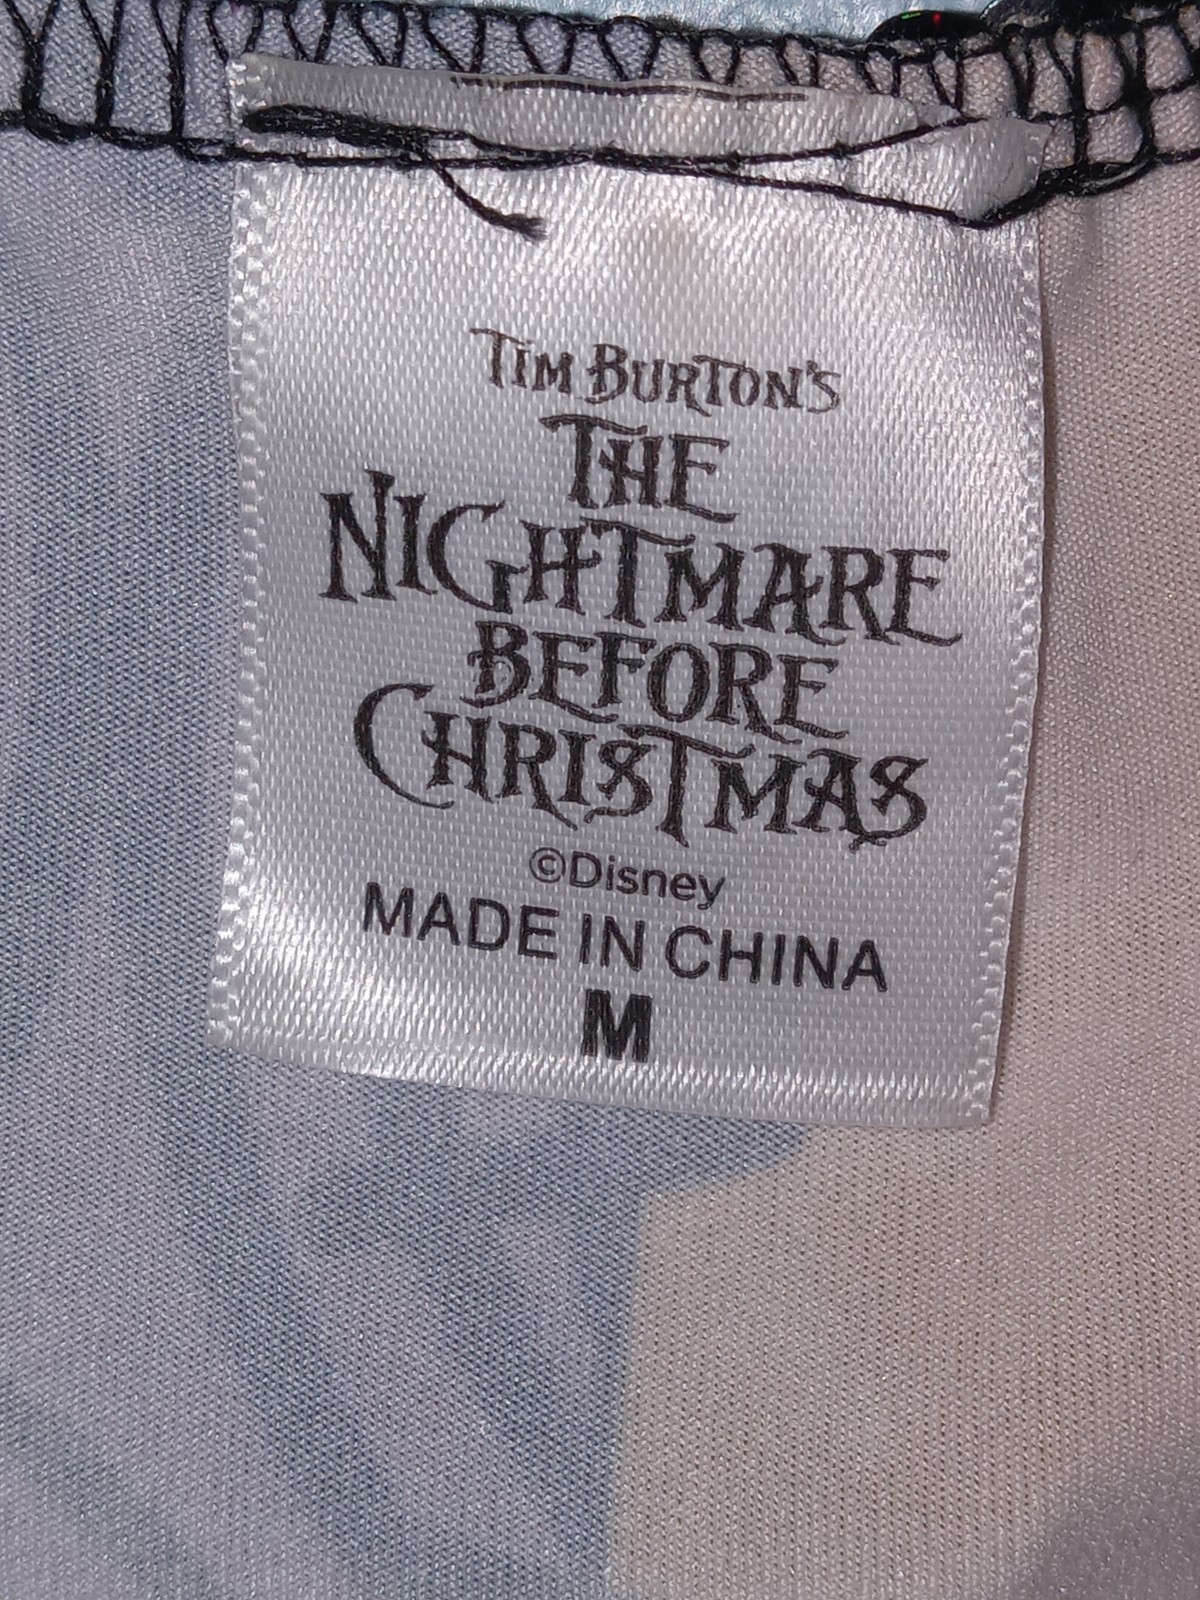 TIM BURTON'S
THE
NIGHTMARE
BEFORE
CHRISTMAS
©Disney
MADE IN CHINA
M